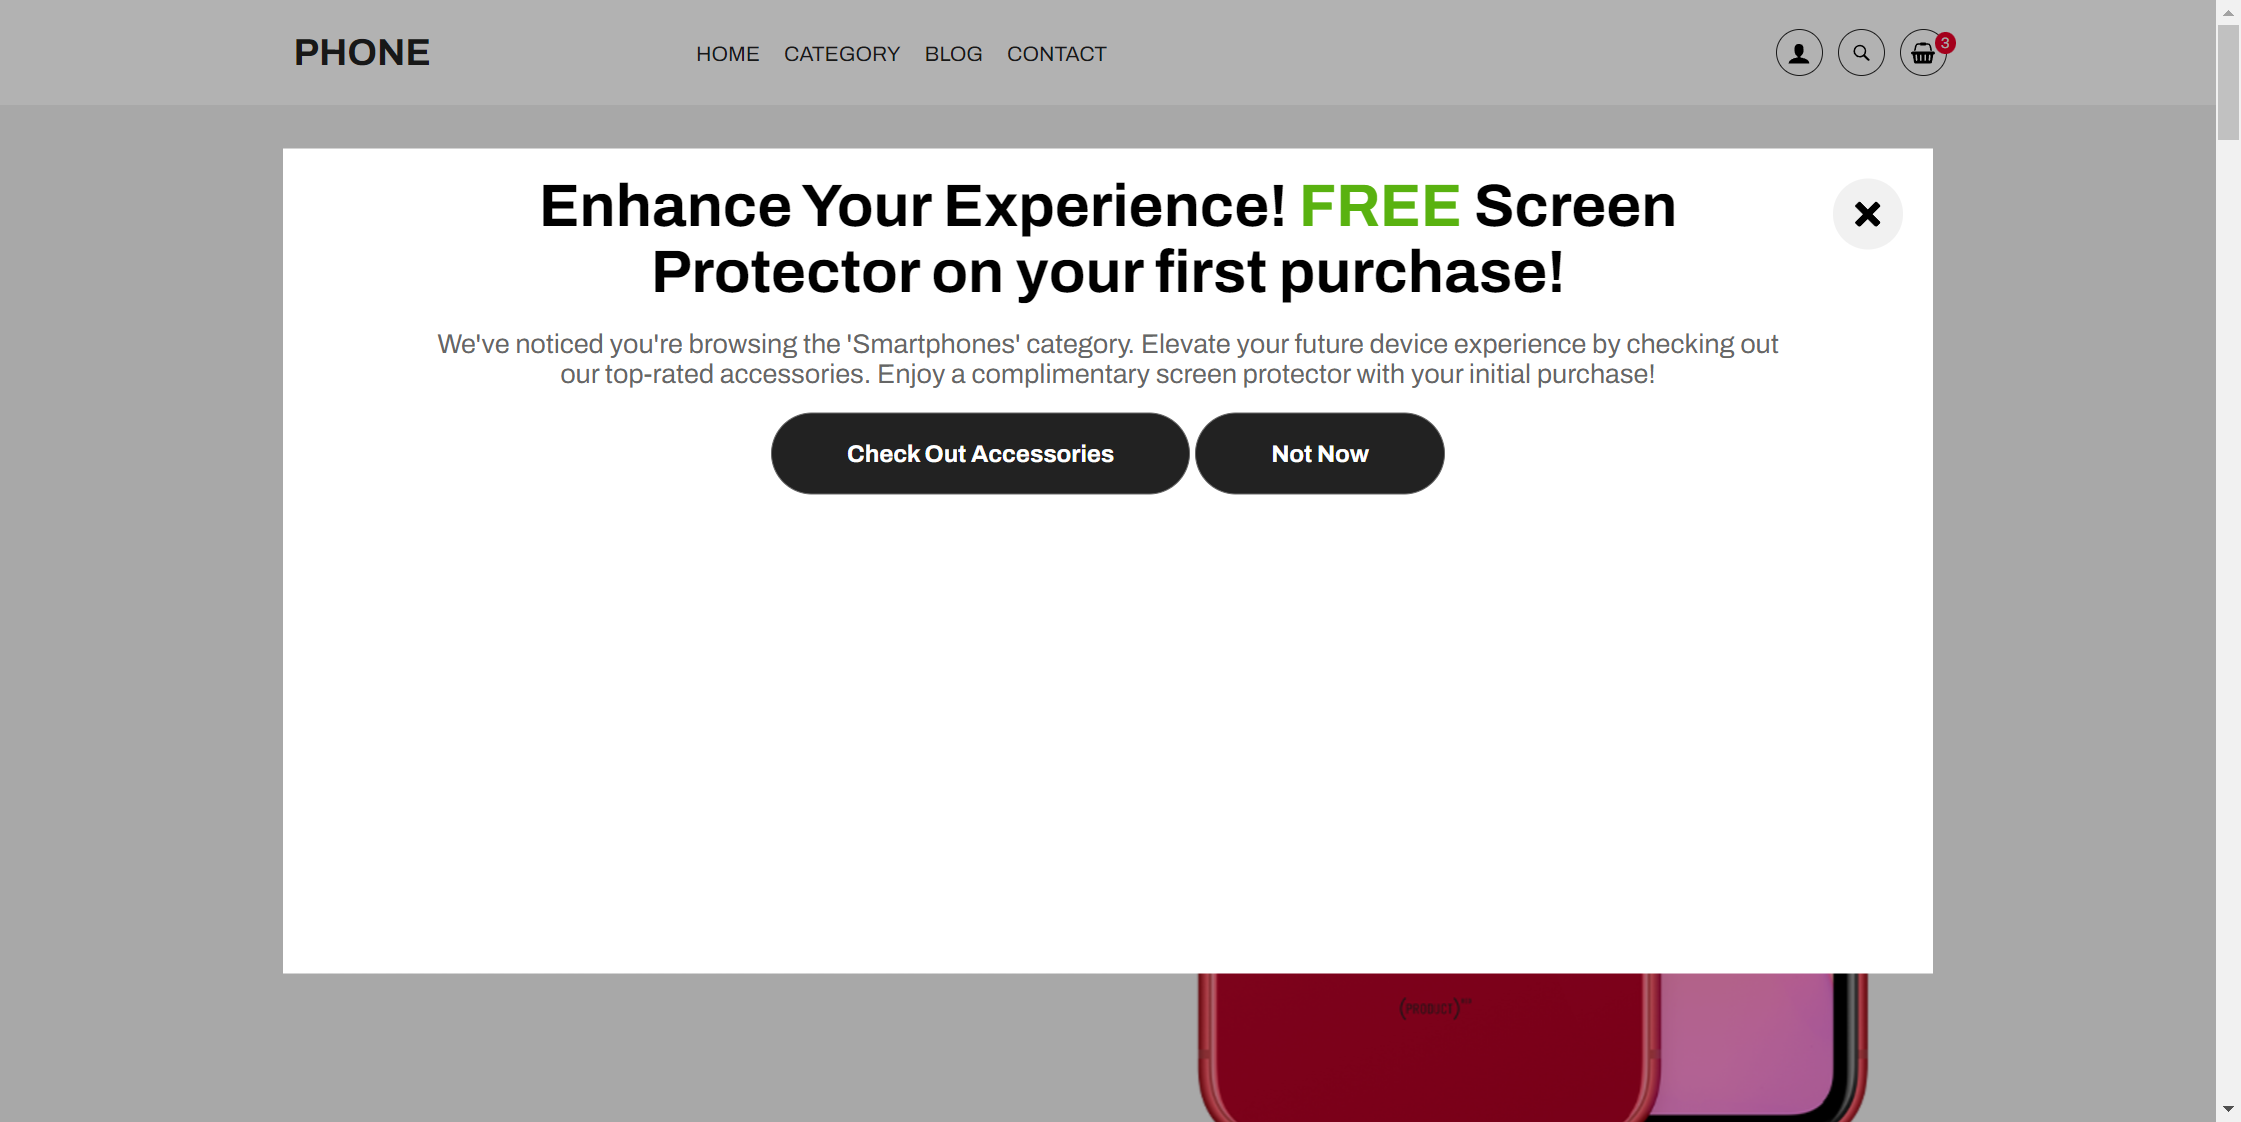 PHONE
HOME CATEGORY BLOG CONTACT
3
Enhance Your Experience! FREE Screen
Protector on your first purchase!
We've noticed you're browsing the 'Smartphones' category. Elevate your future device experience by checking out
our top-rated accessories. Enjoy a complimentary screen protector with your initial purchase!
Check Out Accessories
Not Now
(PRODUCT)